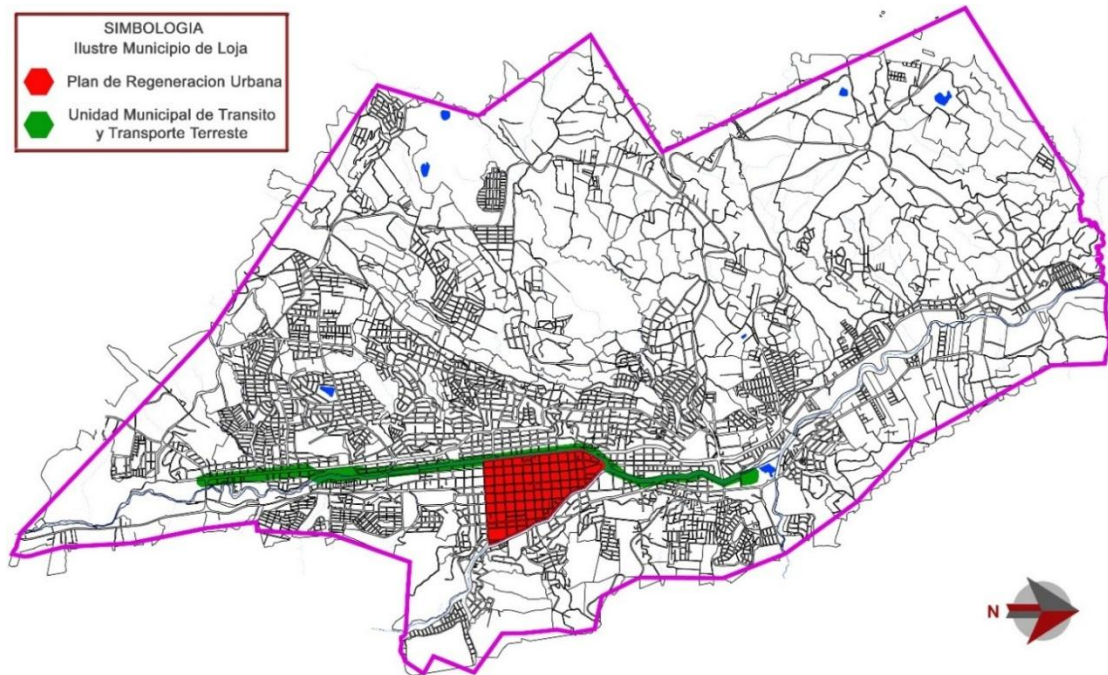 SIMBOLOGIA
Ilustre Municipio de Loja
Plan de Regeneracion Urbana
Unidad Municipal de Transito
y Transporte Terreste
N